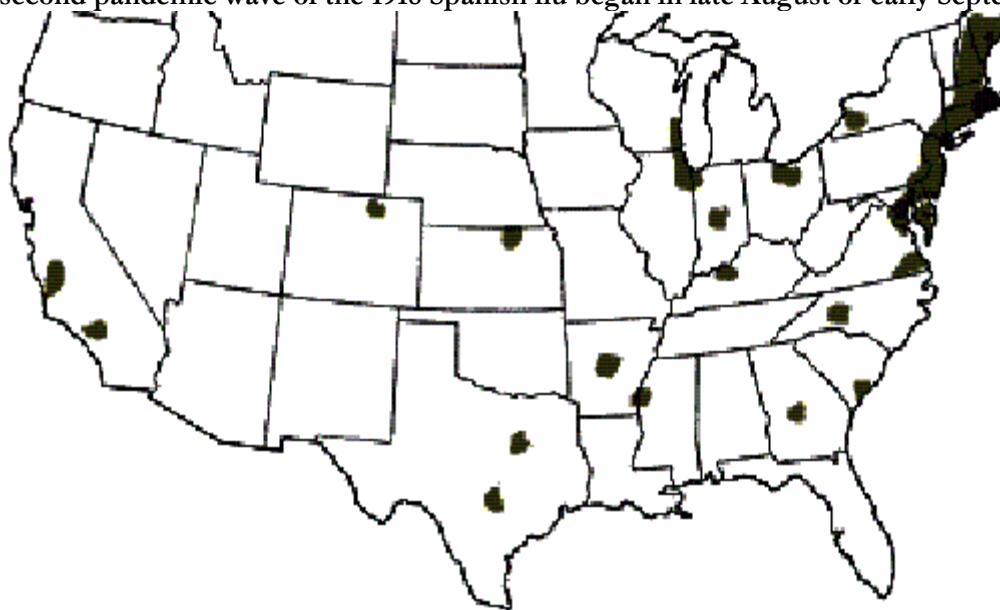 second pandemic wave of the 1918 Spanish flu began in late August or early